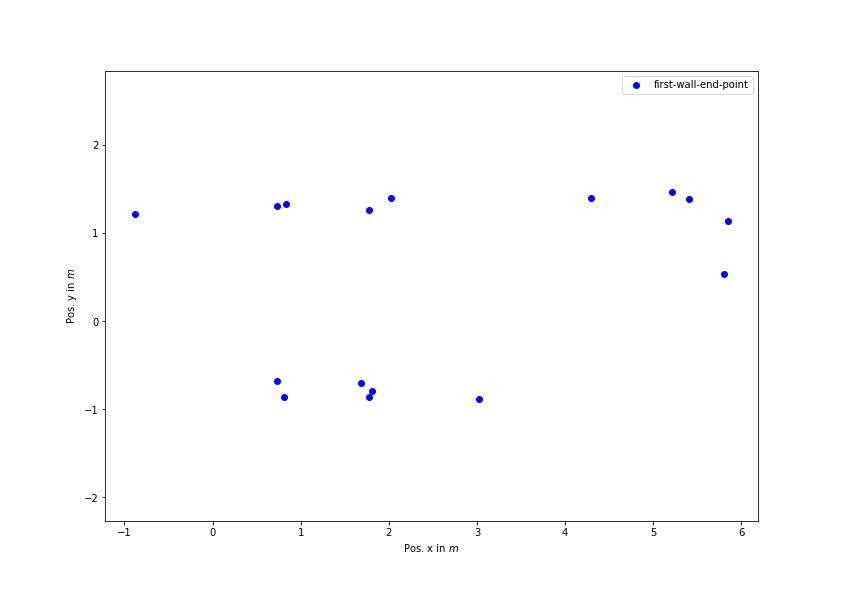 first-wall-end-point
2
1
0
−1
−2
Pos. y in m
−1 0 1 2 3 4 5 6
Pos. x in m